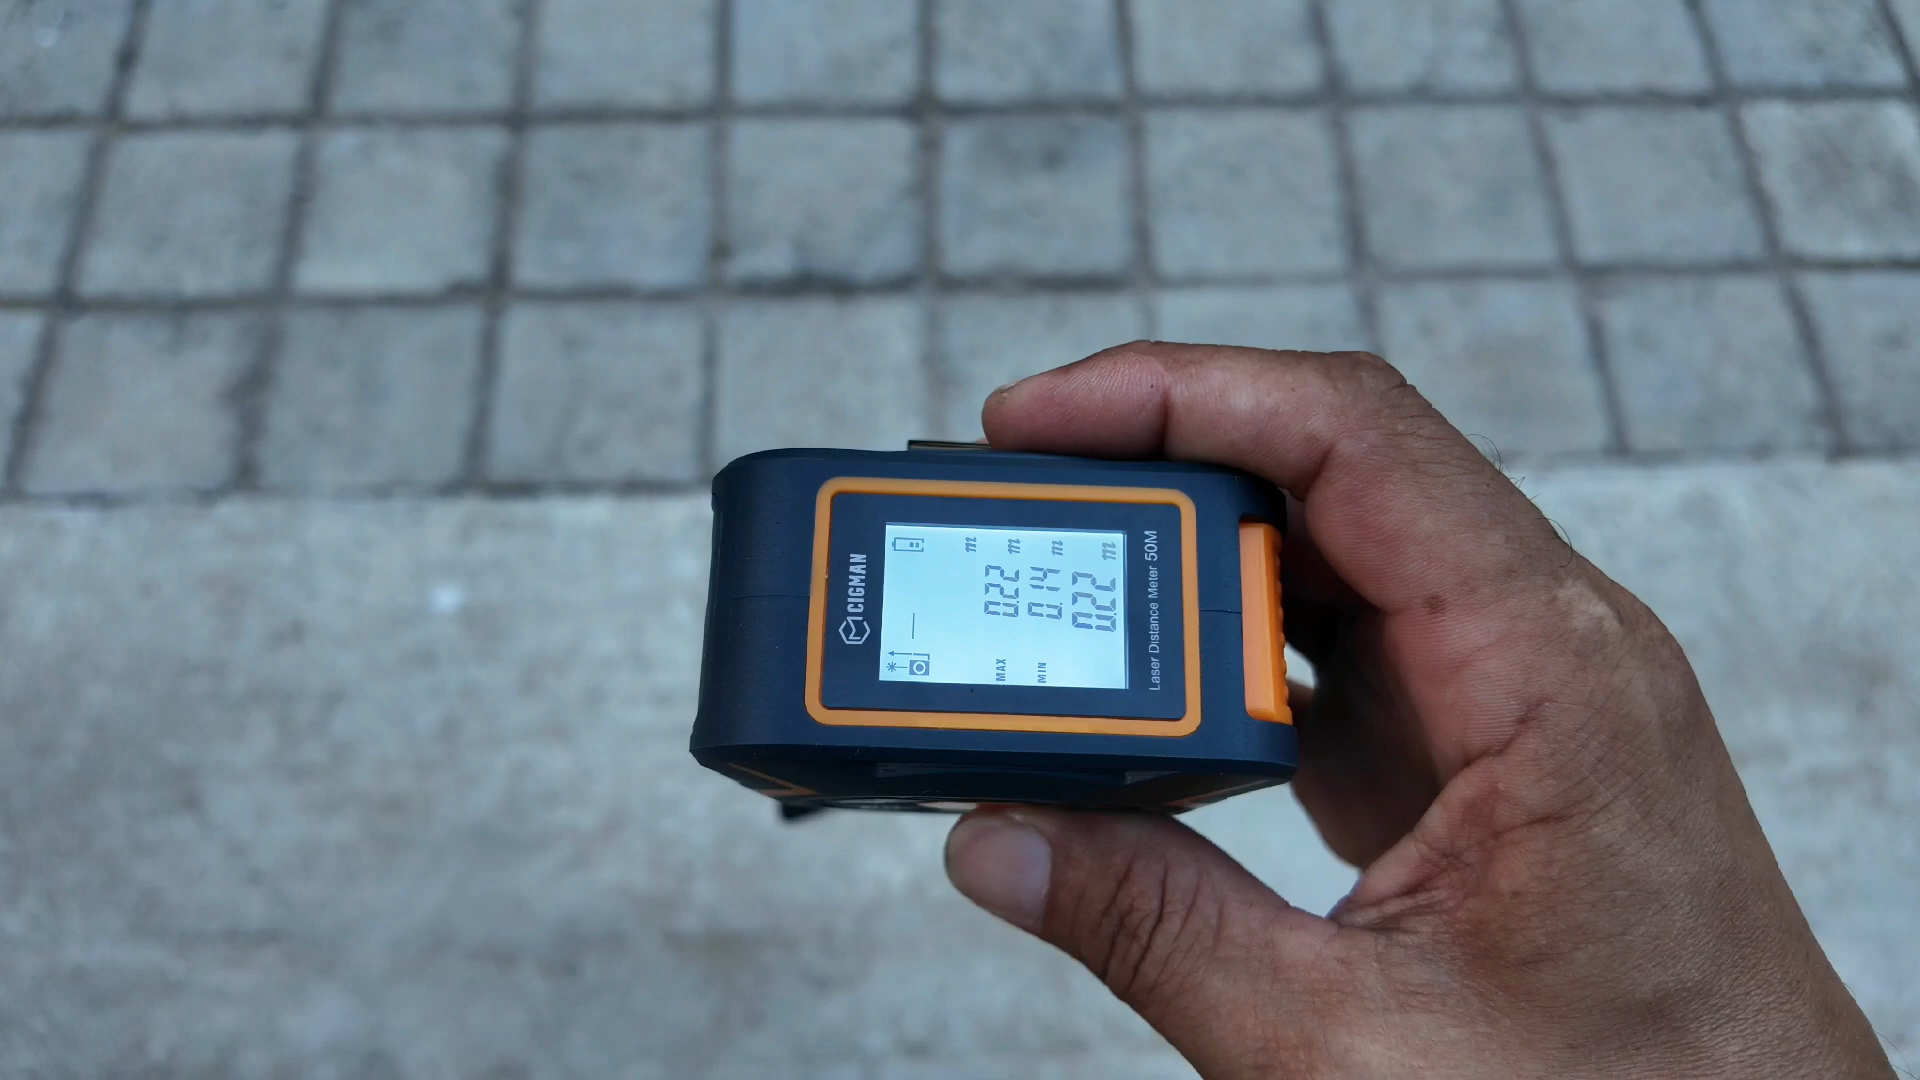 CIGMAN
m
MAX 0.22 m
MIN 0.14 m
0.22 m
Laser Distance Meter 50M